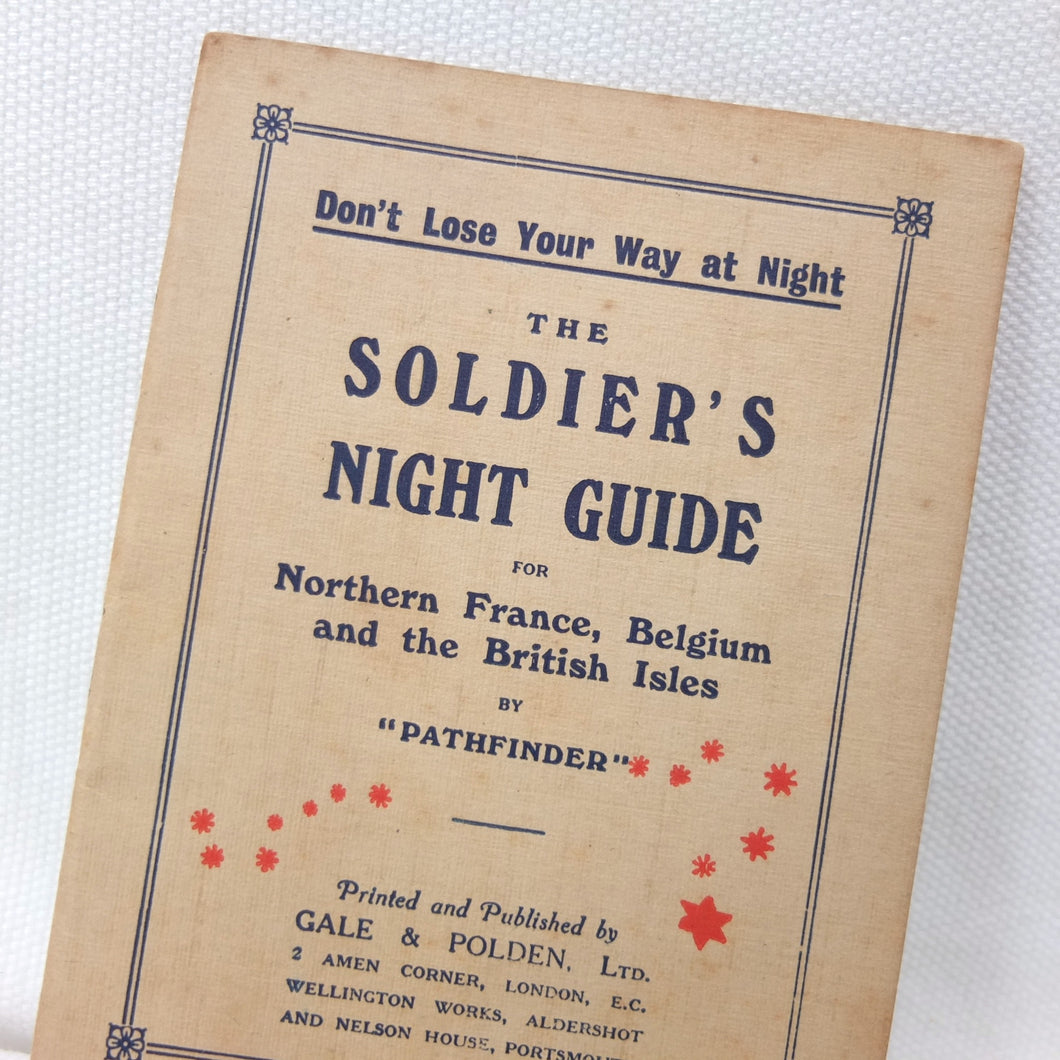 Don't Lose Your Way at Night
THE
SOLDIER'S
NIGHT GUIDE
FOR
Northern France, Belgium
and the British Isles
BY
"PATHFINDER"
Printed and Published by
GALE & POLDEN, LTD.
2 AMEN CORNER, LONDON, E.C.
WELLINGTON WORKS, ALDERSHOT
AND NELSON HOUSE,